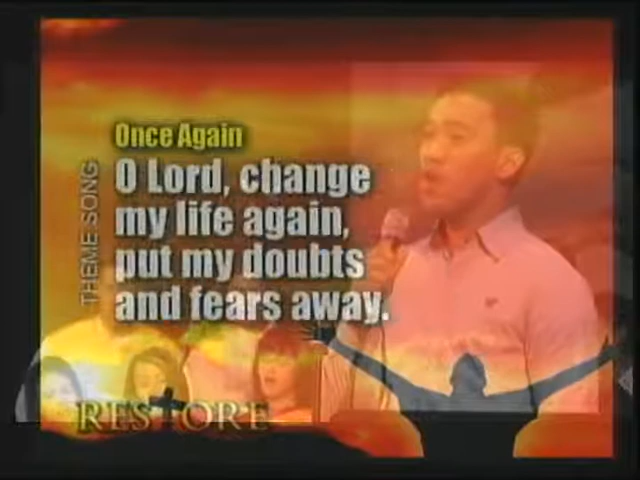 Once Again
THEME SONG
O Lord, change
my life again,
put my doubts
and fears away.
RESTORE